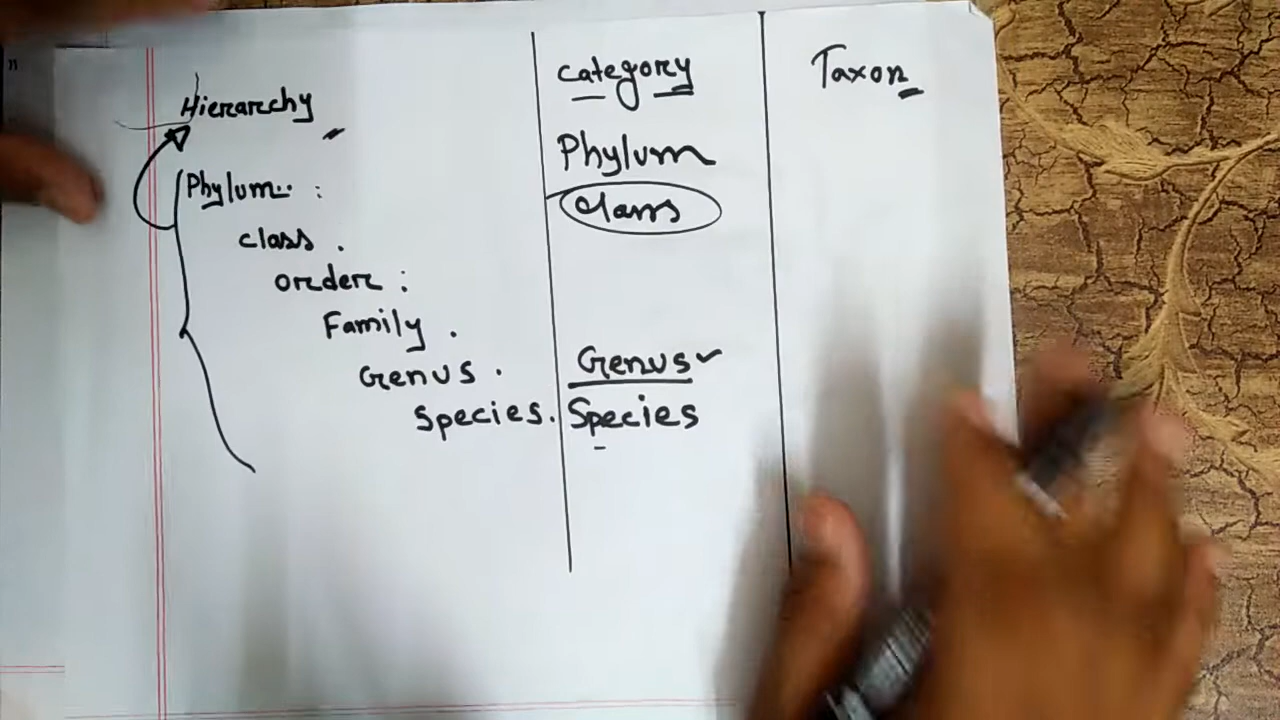 Hierarchy
Phylum :
class .
order :
Family .
Genus .
Species .
Category
Phylum
class
Genus
Species
Taxon